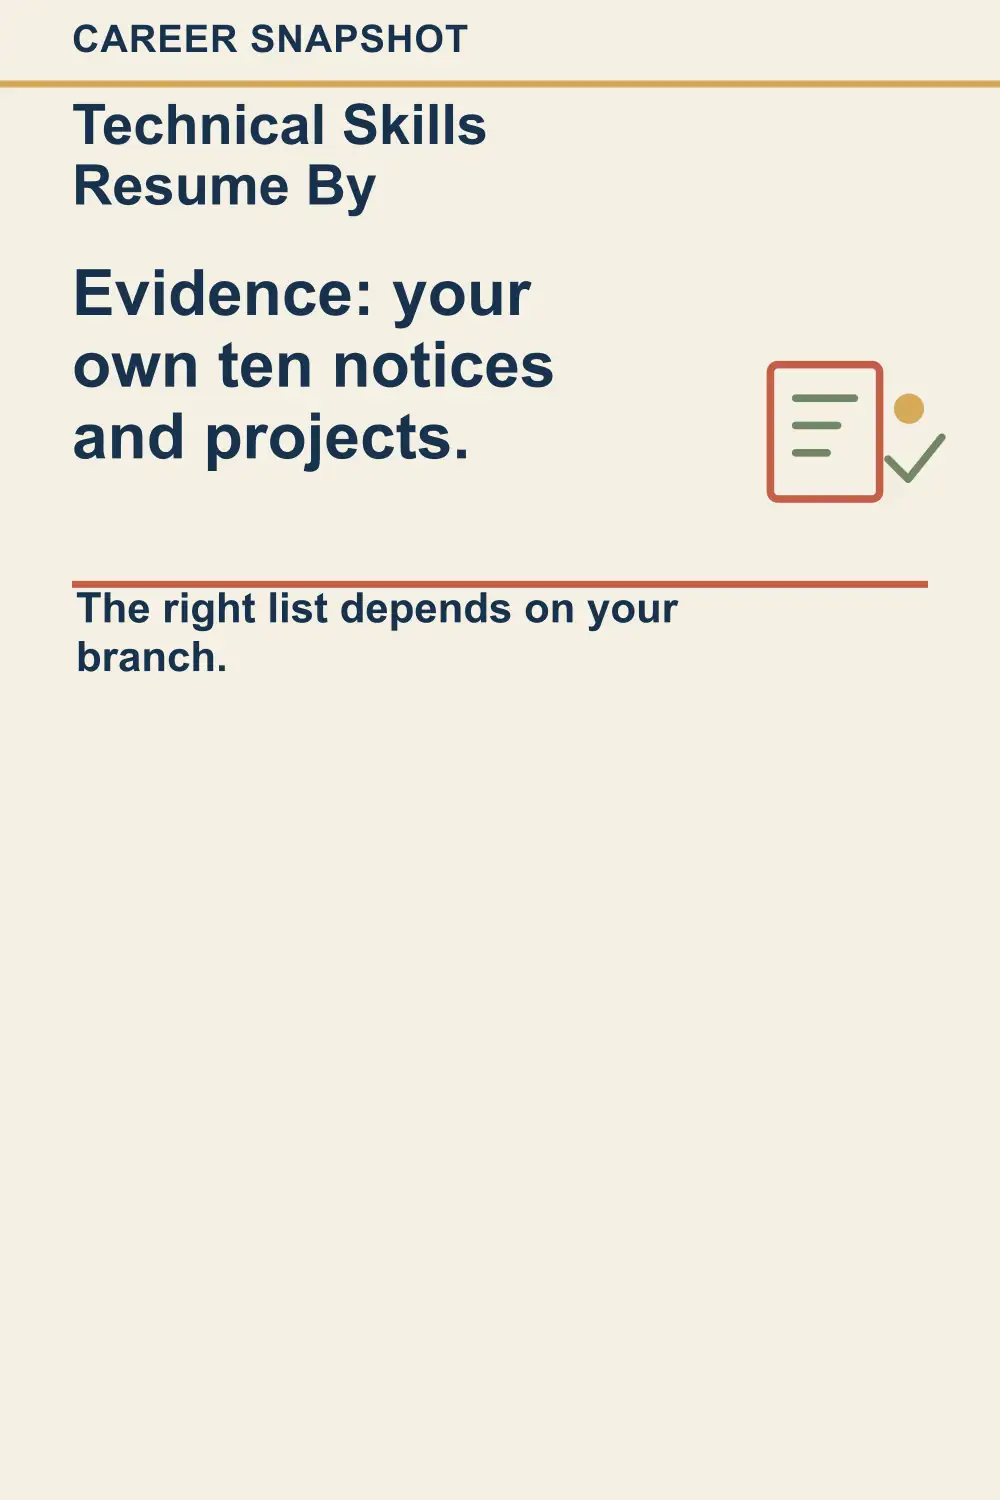 CAREER SNAPSHOT
Technical Skills
Resume By
Evidence: your
own ten notices
and projects.
The right list depends on your
branch.